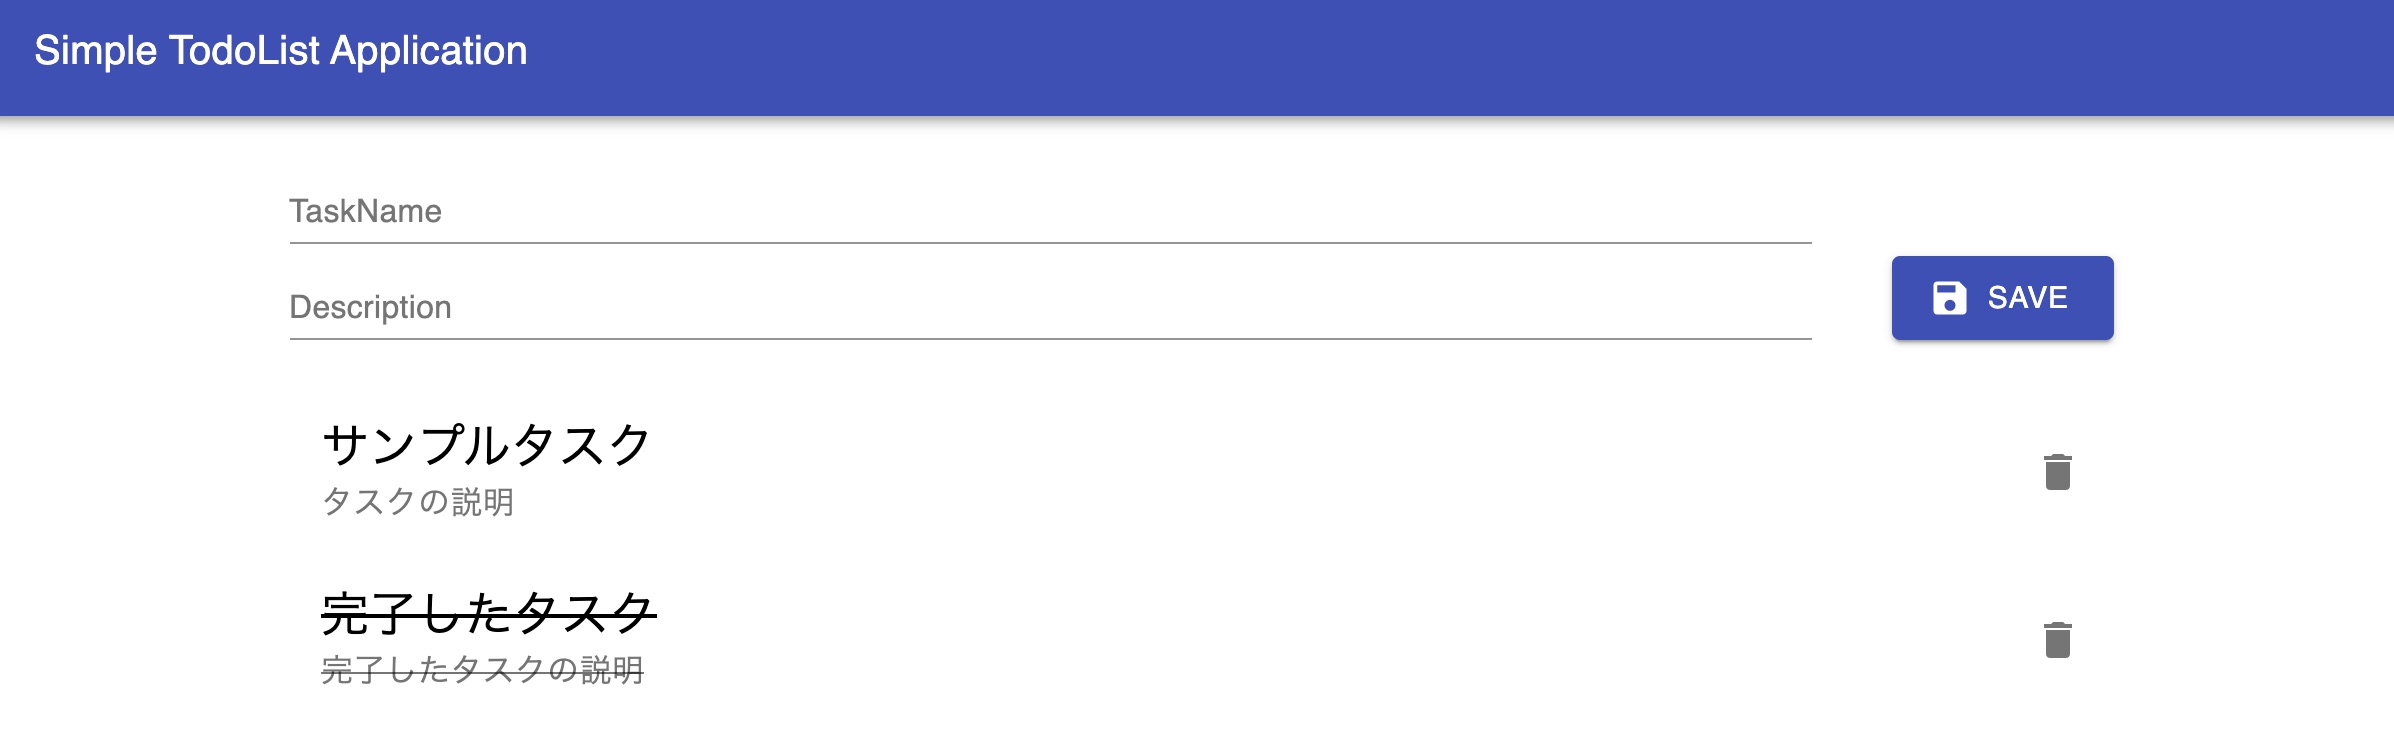 Simple TodoList Application
TaskName
Description
SAVE
サンプルタスク
タスクの説明
完了したタスク
完了したタスクの説明